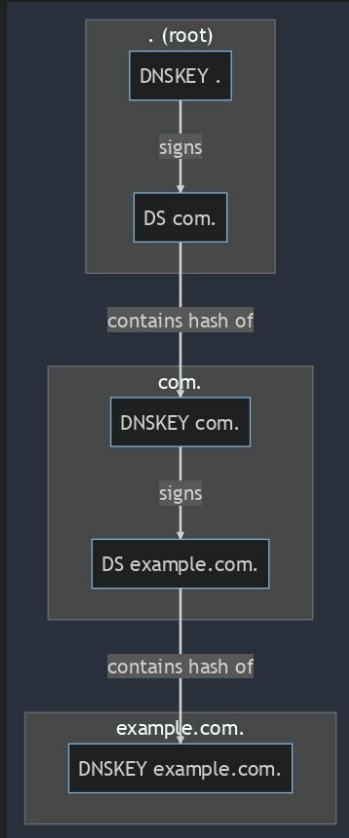 . (root)
DNSKEY .
signs
DS com.
contains hash of
com.
DNSKEY com.
signs
DS example.com.
contains hash of
example.com.
DNSKEY example.com.